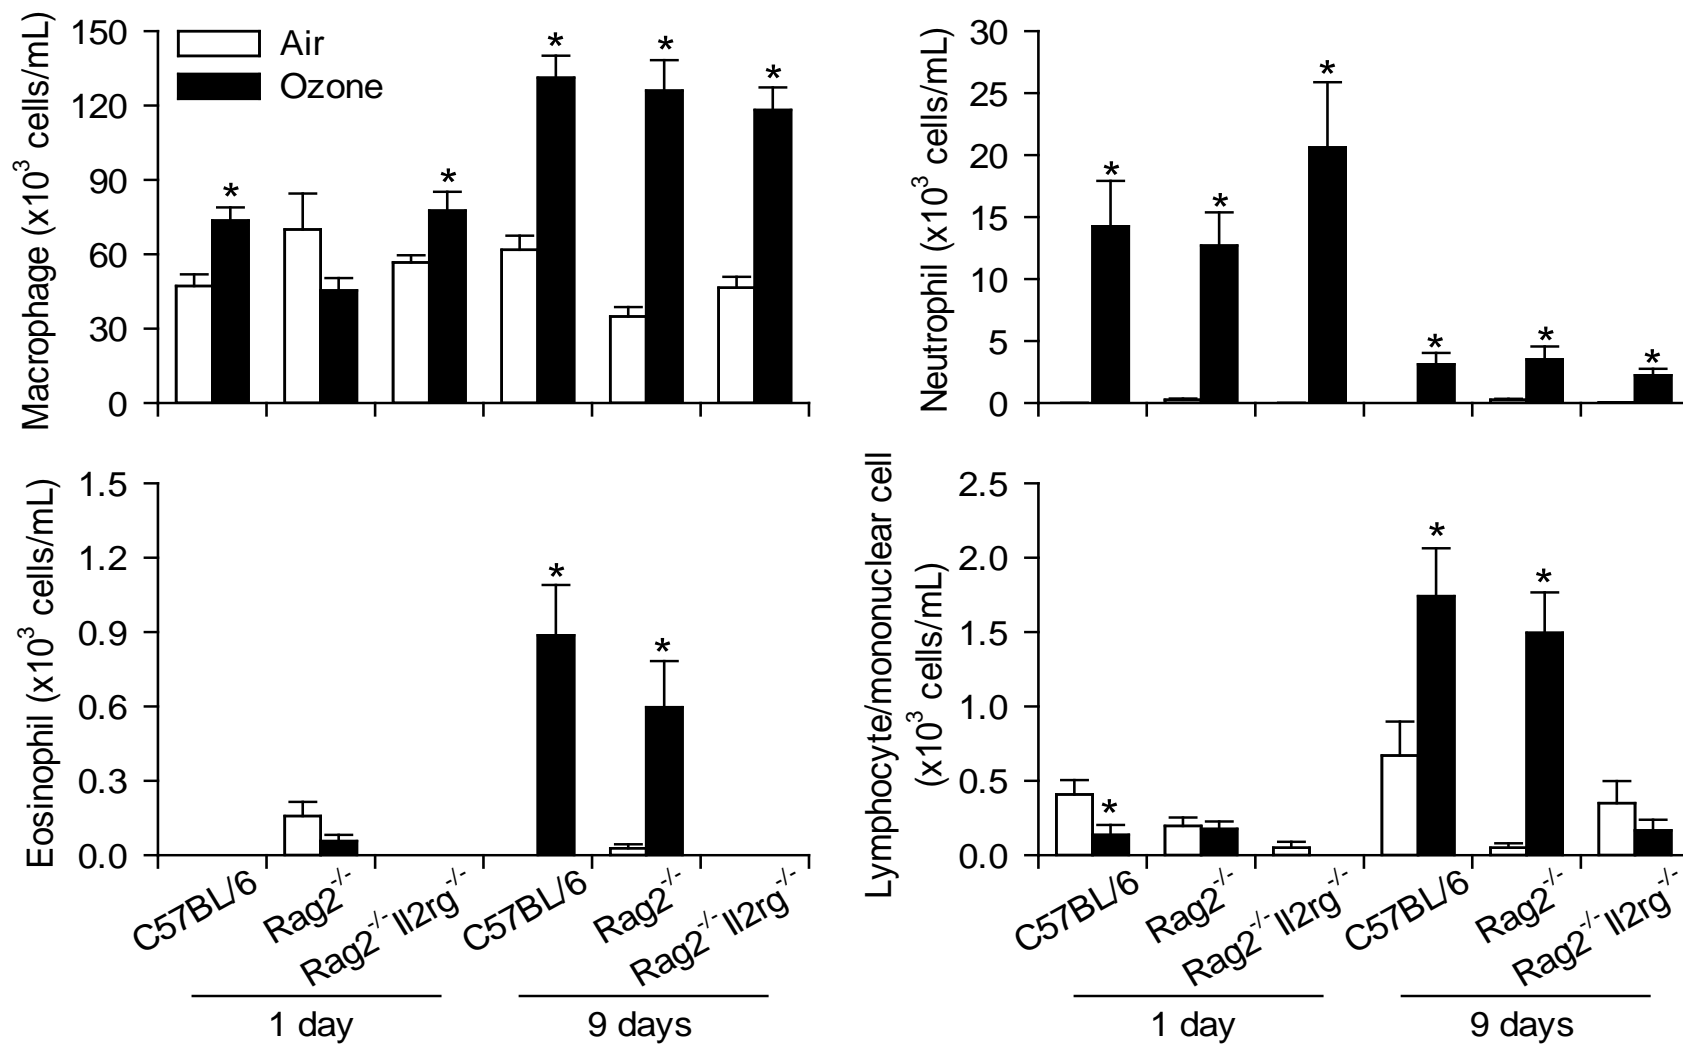 Macrophage (x10³ cells/mL)
150
120
90
60
30
0
Air
Ozone
*
*
*
*
*
Neutrophil (x10³ cells/mL)
30
25
20
15
10
5
0
*
*
*
*
*
*
Eosinophil (x10³ cells/mL)
1.5
1.2
0.9
0.6
0.3
0.0
*
*
C57BL/6
Rag2⁻/⁻
Rag2⁻/⁻Il2rg⁻/⁻
C57BL/6
Rag2⁻/⁻
Rag2⁻/⁻Il2rg⁻/⁻
1 day
9 days
Lymphocyte/mononuclear cell
(x10³ cells/mL)
2.5
2.0
1.5
1.0
0.5
0.0
*
*
*
C57BL/6
Rag2⁻/⁻
Rag2⁻/⁻Il2rg⁻/⁻
C57BL/6
Rag2⁻/⁻
Rag2⁻/⁻Il2rg⁻/⁻
1 day
9 days